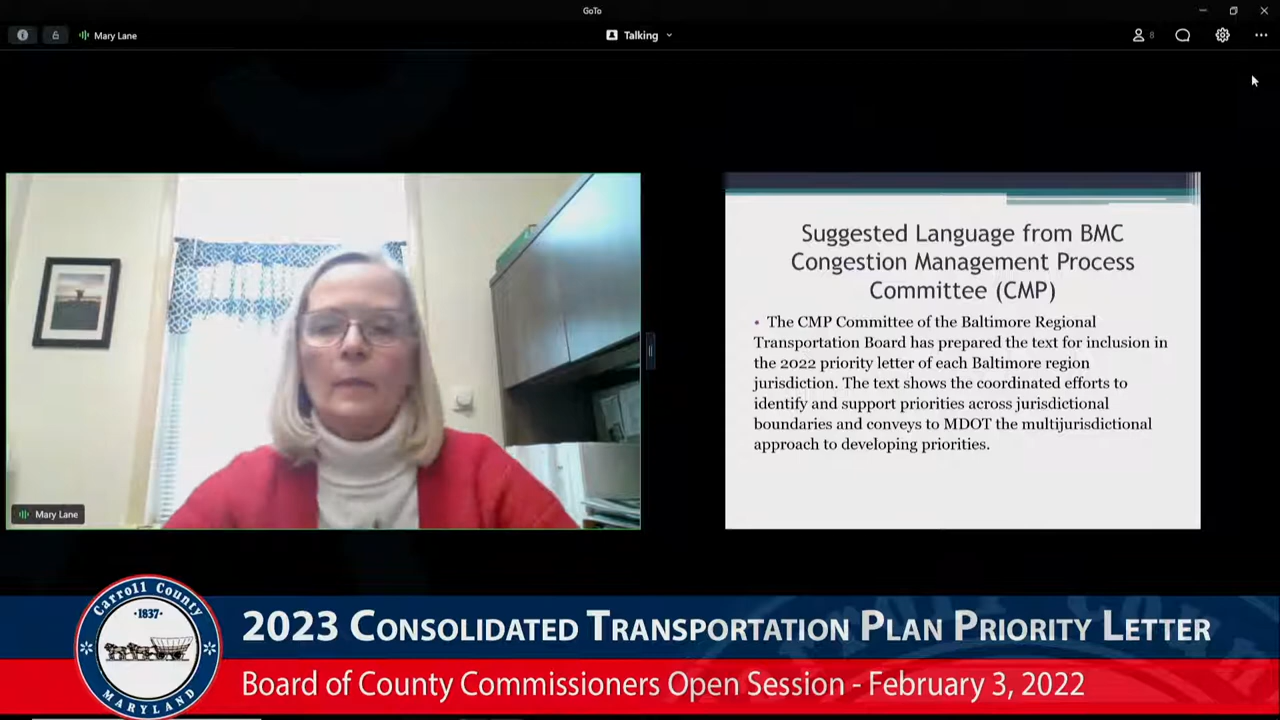 GoTo
Mary Lane
Talking
8
Suggested Language from BMC
Congestion Management Process
Committee (CMP)
• The CMP Committee of the Baltimore Regional
Transportation Board has prepared the text for inclusion in
the 2022 priority letter of each Baltimore region
jurisdiction. The text shows the coordinated efforts to
identify and support priorities across jurisdictional
boundaries and conveys to MDOT the multijurisdictional
approach to developing priorities.
Mary Lane
Carroll County
·1837·
MARYLAND
2023 CONSOLIDATED TRANSPORTATION PLAN PRIORITY LETTER
Board of County Commissioners Open Session - February 3, 2022